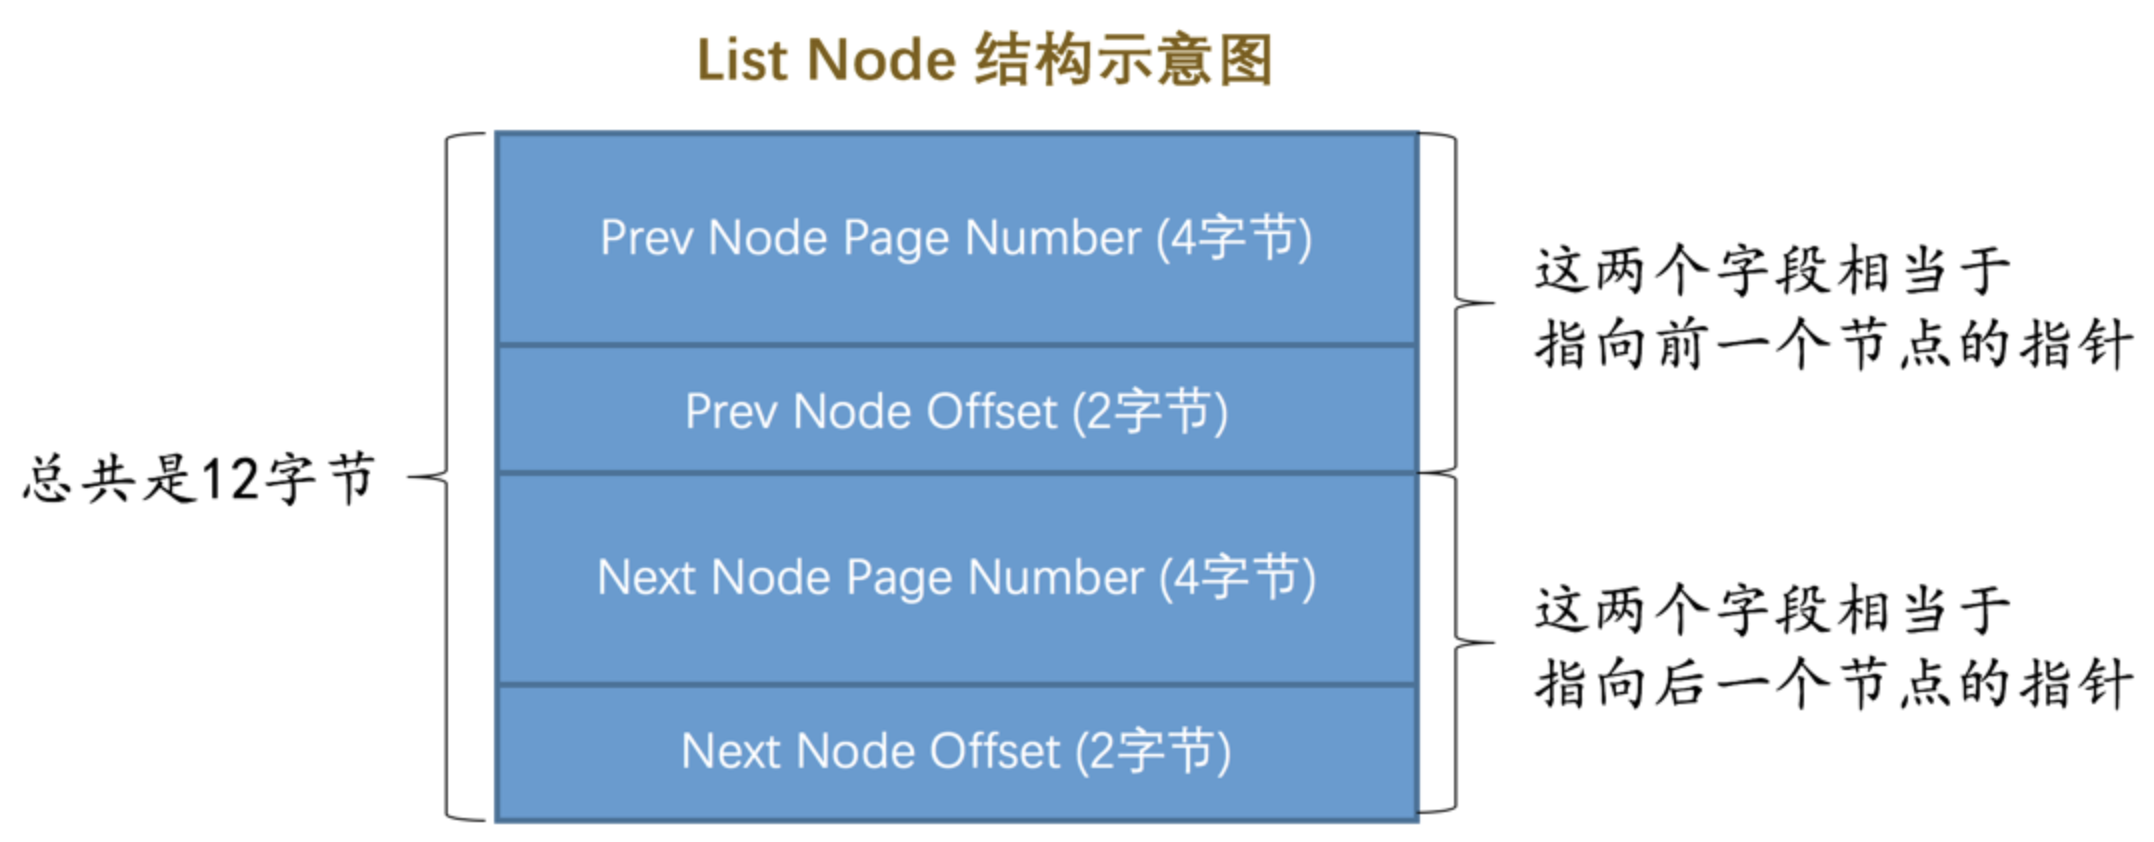 List Node 结构示意图
Prev Node Page Number (4字节)
这两个字段相当于
指向前一个节点的指针
Prev Node Offset (2字节)
总共是12字节
Next Node Page Number (4字节)
这两个字段相当于
指向后一个节点的指针
Next Node Offset (2字节)